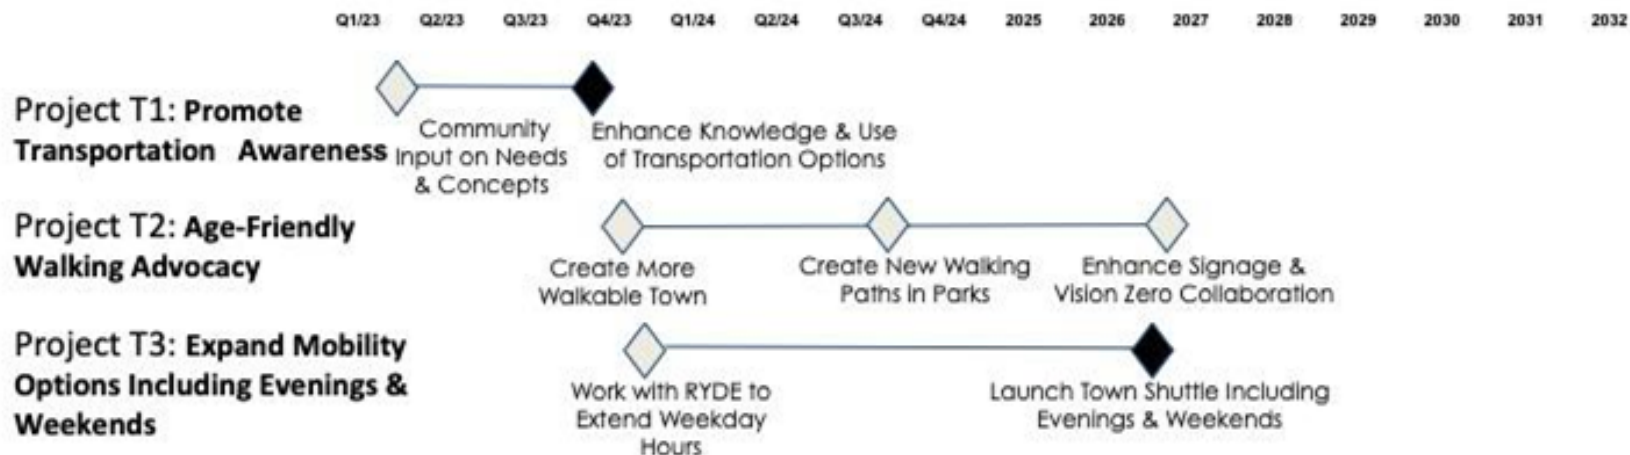 Q1/23 Q2/23 Q3/23 Q4/23 Q1/24 Q2/24 Q3/24 Q4/24 2025 2026 2027 2028 2029 2030 2031 2032
Project T1: Promote
Transportation Awareness
Community
Input on Needs
& Concepts
Enhance Knowledge & Use
of Transportation Options
Project T2: Age-Friendly
Walking Advocacy
Create More
Walkable Town
Create New Walking
Paths in Parks
Enhance Signage &
Vision Zero Collaboration
Project T3: Expand Mobility
Options Including Evenings &
Weekends
Work with RYDE to
Extend Weekday
Hours
Launch Town Shuttle Including
Evenings & Weekends